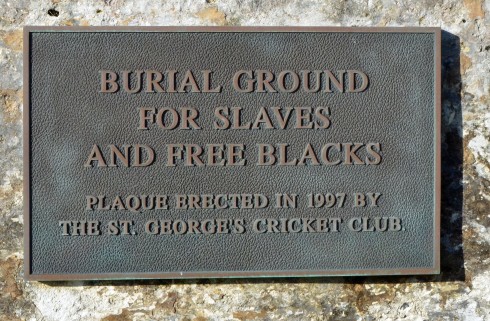 BURIAL GROUND
FOR SLAVES
AND FREE BLACKS
PLAQUE ERECTED IN 1997 BY
THE ST. GEORGE'S CRICKET CLUB.